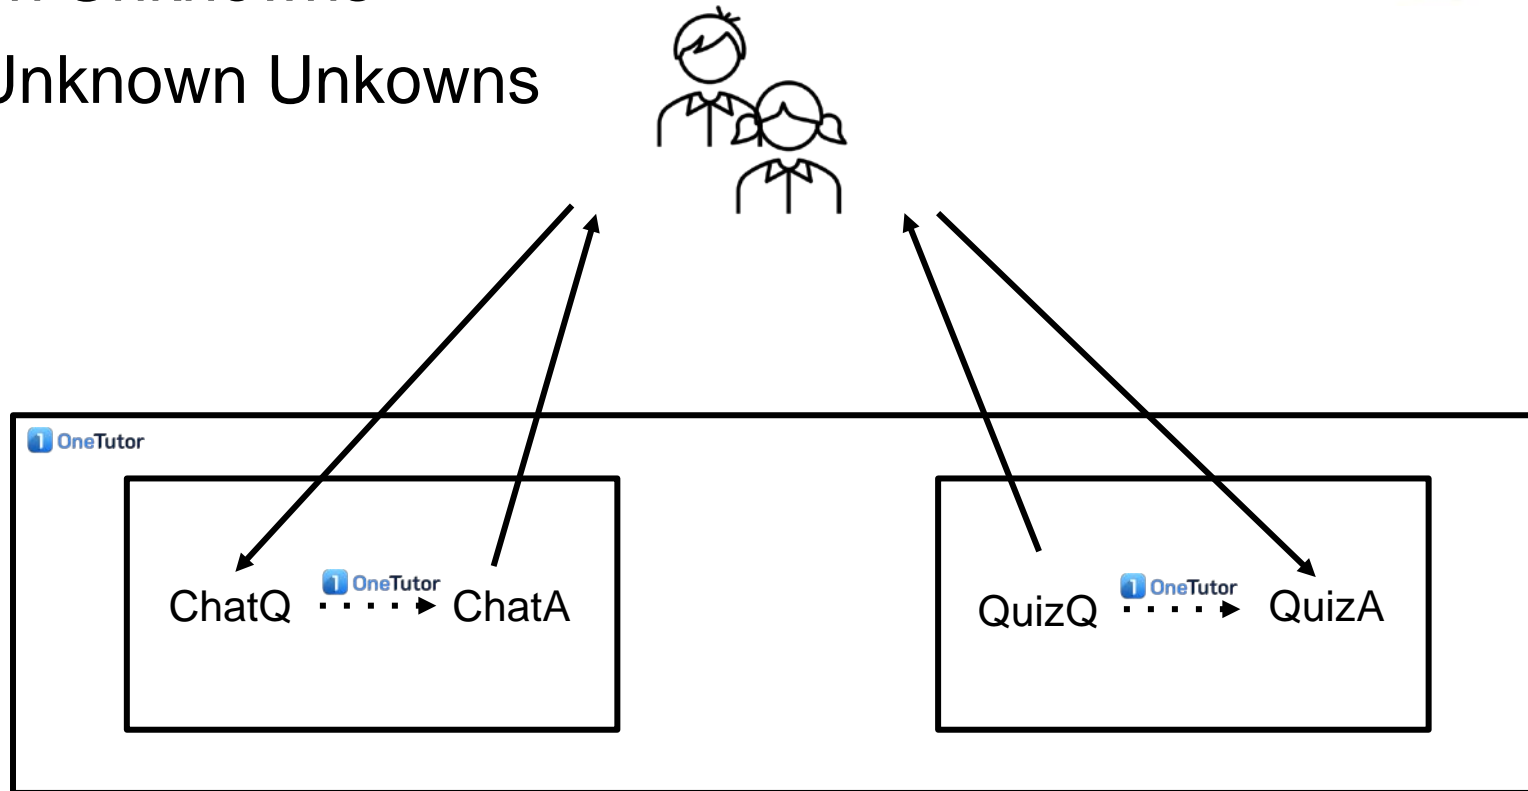 Unknown Unkowns
OneTutor
ChatQ
OneTutor
ChatA
QuizQ
OneTutor
QuizA